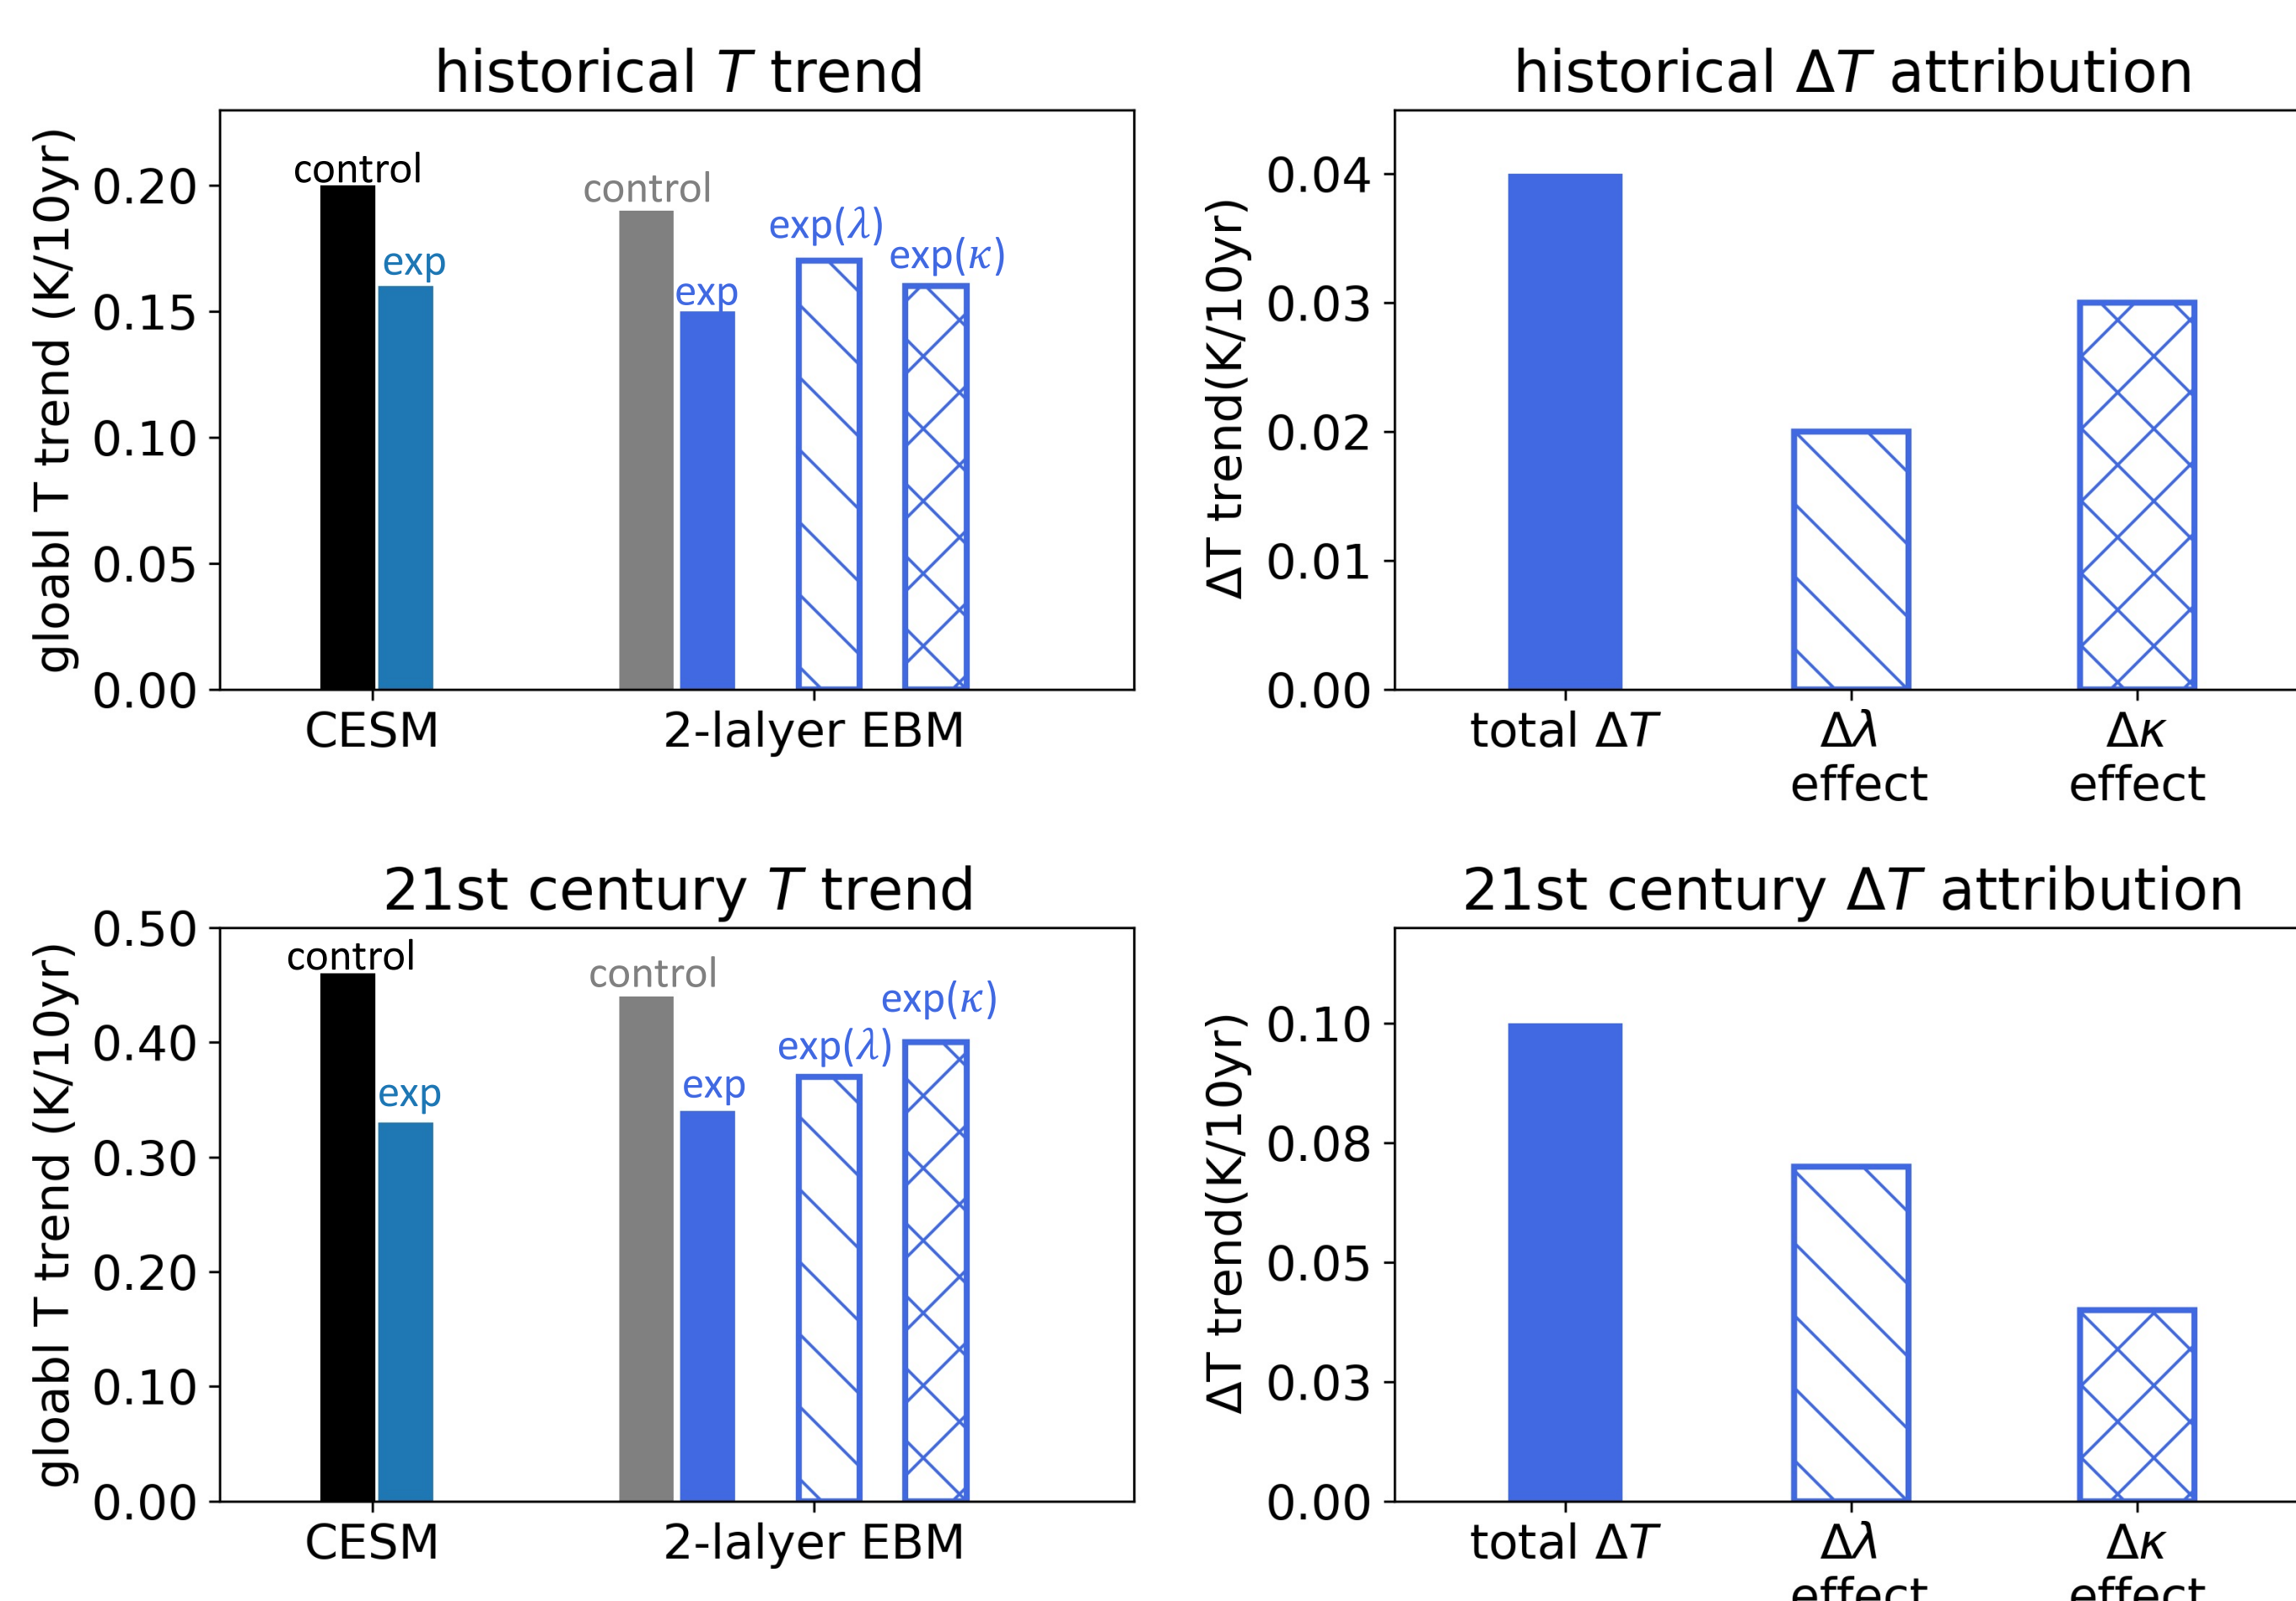 historical T trend
gloabl T trend (K/10yr)
0.20
0.15
0.10
0.05
0.00
control
exp
control
exp
exp(λ)
exp(κ)
CESM
2-lalyer EBM
historical ΔT attribution
ΔT trend(K/10yr)
0.04
0.03
0.02
0.01
0.00
total ΔT
Δλ
effect
Δκ
effect
21st century T trend
gloabl T trend (K/10yr)
0.50
0.40
0.30
0.20
0.10
0.00
control
exp
control
exp
exp(λ)
exp(κ)
CESM
2-lalyer EBM
21st century ΔT attribution
ΔT trend(K/10yr)
0.10
0.08
0.05
0.03
0.00
total ΔT
Δλ
effect
Δκ
effect